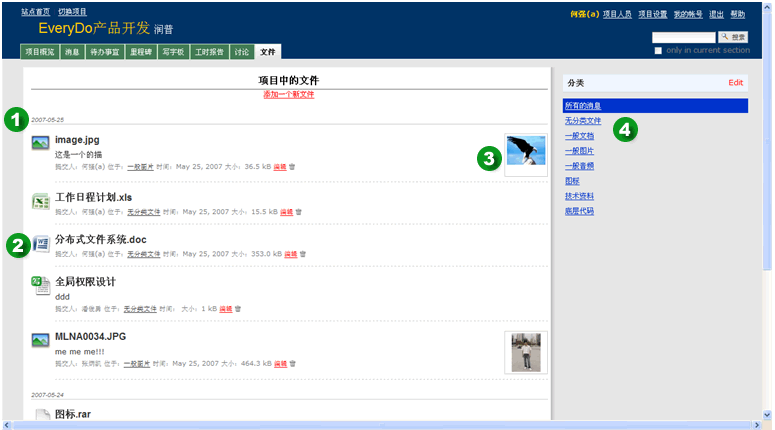 站点首页 切换项目
何强(a) 项目人员 项目设置 我的帐号 退出 帮助
EveryDo产品开发 润普
搜索
only in current section
项目概览 消息 待办事宜 里程碑 写字板 工时报告 讨论 文件
项目中的文件
添加一个新文件
分类 Edit
所有的消息
无分类文件
一般文档
一般图片
一般音频
图标
技术资料
底层代码
1
2
3
4
2007-05-25
image.jpg
这是一个的描
提交人: 何强(a) 位于: 一般图片 时间: May 25, 2007 大小: 36.5 kB 编辑
工作日程计划.xls
提交人: 何强(a) 位于: 无分类文件 时间: May 25, 2007 大小: 15.5 kB 编辑
分布式文件系统.doc
提交人: 何强(a) 位于: 无分类文件 时间: May 25, 2007 大小: 353.0 kB 编辑
全局权限设计
ddd
提交人: 位于: 无分类文件 时间: 大小: 1 kB 编辑
MLNA0034.JPG
me me me!!!
提交人: 位于: 一般图片 时间: May 25, 2007 大小: 464.3 kB 编辑
2007-05-24
图标.rar